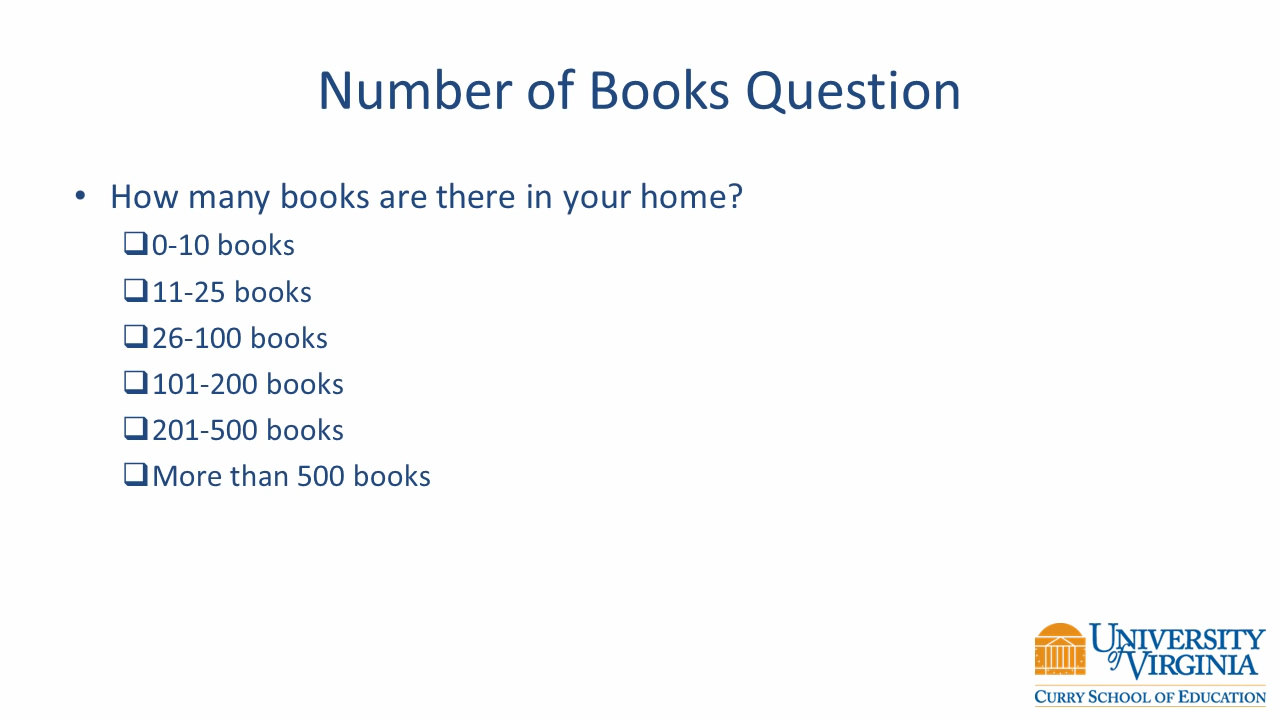 Number of Books Question
• How many books are there in your home?
❑0-10 books
❑11-25 books
❑26-100 books
❑101-200 books
❑201-500 books
❑More than 500 books
UNIVERSITY
of VIRGINIA
CURRY SCHOOL OF EDUCATION